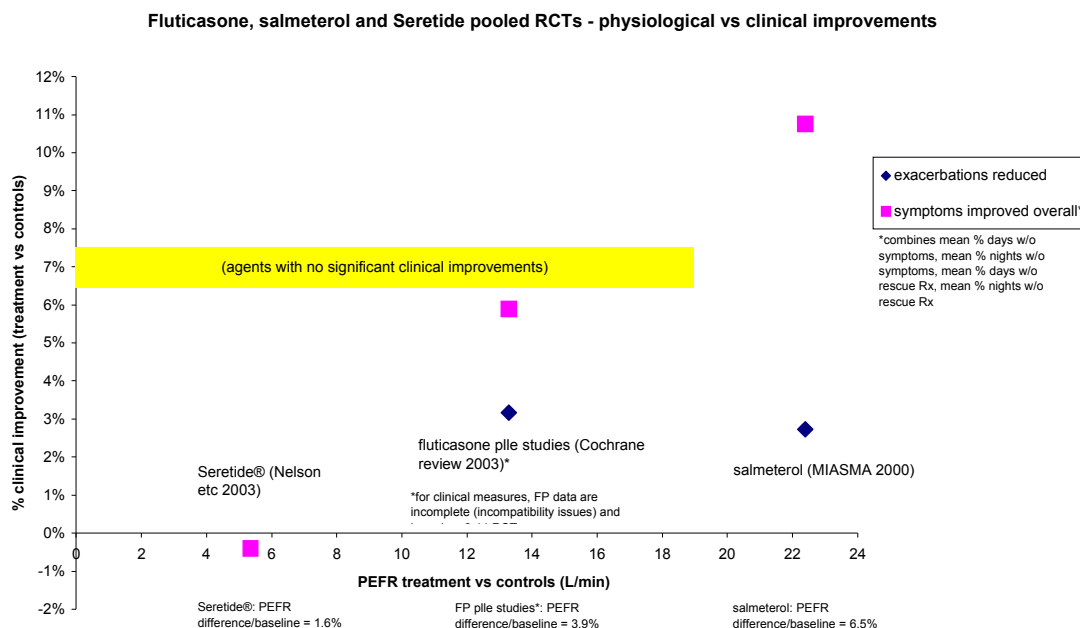 Fluticasone, salmeterol and Seretide pooled RCTs - physiological vs clinical improvements
% clinical improvement (treatment vs controls)
12%
11%
10%
9%
8%
7%
6%
5%
4%
3%
2%
1%
0%
-1%
-2%
(agents with no significant clinical improvements)
exacerbations reduced
symptoms improved overall*
*combines mean % days w/o
symptoms, mean % nights w/o
symptoms, mean % days w/o
rescue Rx, mean % nights w/o
rescue Rx
Seretide® (Nelson
etc 2003)
fluticasone plle studies (Cochrane
review 2003)*
*for clinical measures, FP data are
incomplete (incompatibility issues) and
salmeterol (MIASMA 2000)
0 2 4 6 8 10 12 14 16 18 20 22 24
PEFR treatment vs controls (L/min)
Seretide®: PEFR
difference/baseline = 1.6%
FP plle studies*: PEFR
difference/baseline = 3.9%
salmeterol: PEFR
difference/baseline = 6.5%